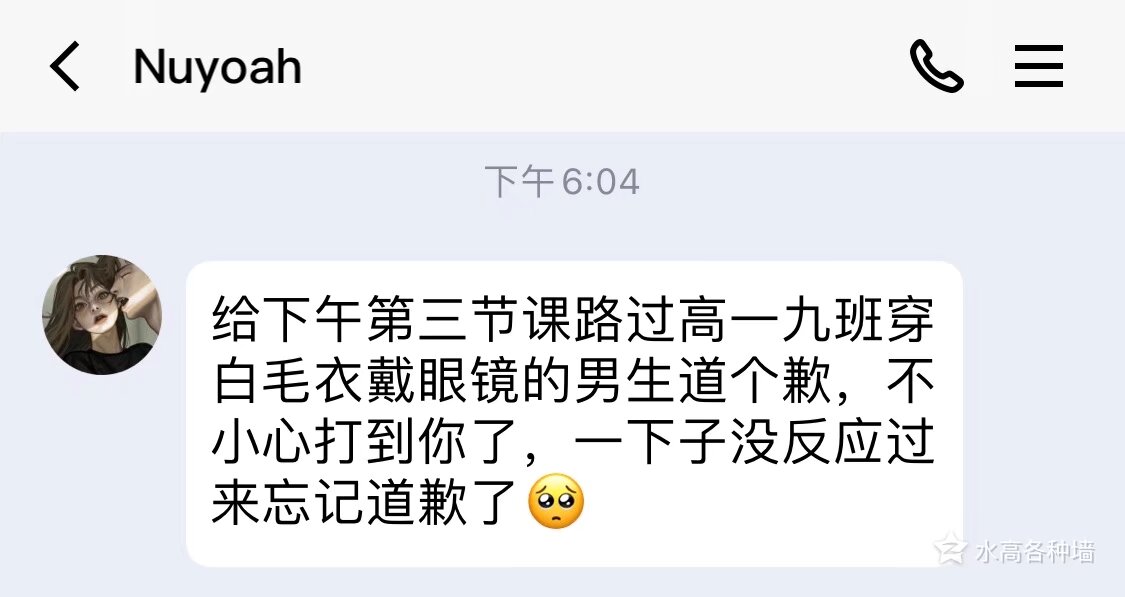 Nuyoah
下午6:04
给下午第三节课路过高一九班穿
白毛衣戴眼镜的男生道个歉，不
小心打到你了，一下子没反应过
来忘记道歉了🥺
水高各种墙